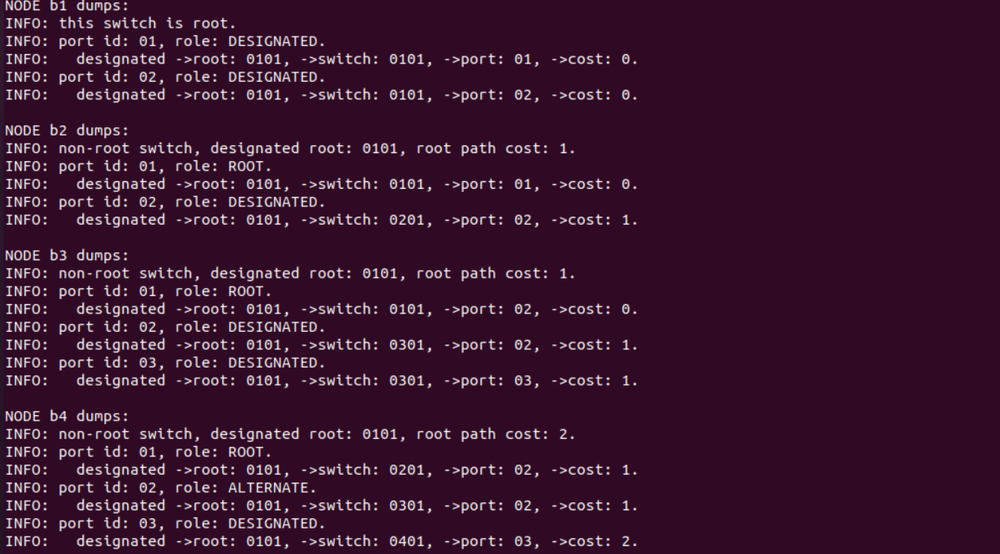 NODE b1 dumps:
INFO: this switch is root.
INFO: port id: 01, role: DESIGNATED.
INFO:   designated ->root: 0101, ->switch: 0101, ->port: 01, ->cost: 0.
INFO: port id: 02, role: DESIGNATED.
INFO:   designated ->root: 0101, ->switch: 0101, ->port: 02, ->cost: 0.

NODE b2 dumps:
INFO: non-root switch, designated root: 0101, root path cost: 1.
INFO: port id: 01, role: ROOT.
INFO:   designated ->root: 0101, ->switch: 0101, ->port: 01, ->cost: 0.
INFO: port id: 02, role: DESIGNATED.
INFO:   designated ->root: 0101, ->switch: 0201, ->port: 02, ->cost: 1.

NODE b3 dumps:
INFO: non-root switch, designated root: 0101, root path cost: 1.
INFO: port id: 01, role: ROOT.
INFO:   designated ->root: 0101, ->switch: 0101, ->port: 02, ->cost: 0.
INFO: port id: 02, role: DESIGNATED.
INFO:   designated ->root: 0101, ->switch: 0301, ->port: 02, ->cost: 1.
INFO: port id: 03, role: DESIGNATED.
INFO:   designated ->root: 0101, ->switch: 0301, ->port: 03, ->cost: 1.

NODE b4 dumps:
INFO: non-root switch, designated root: 0101, root path cost: 2.
INFO: port id: 01, role: ROOT.
INFO:   designated ->root: 0101, ->switch: 0201, ->port: 02, ->cost: 1.
INFO: port id: 02, role: ALTERNATE.
INFO:   designated ->root: 0101, ->switch: 0301, ->port: 02, ->cost: 1.
INFO: port id: 03, role: DESIGNATED.
INFO:   designated ->root: 0101, ->switch: 0401, ->port: 03, ->cost: 2.